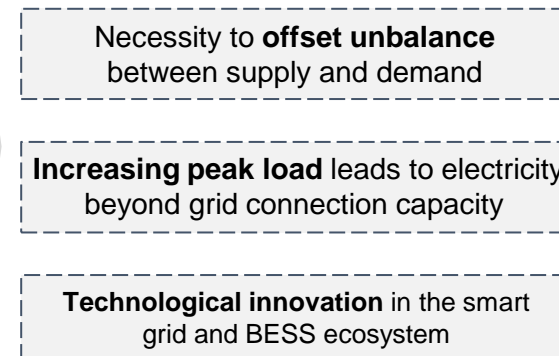 Necessity to offset unbalance
between supply and demand
Increasing peak load leads to electricity
beyond grid connection capacity
Technological innovation in the smart
grid and BESS ecosystem